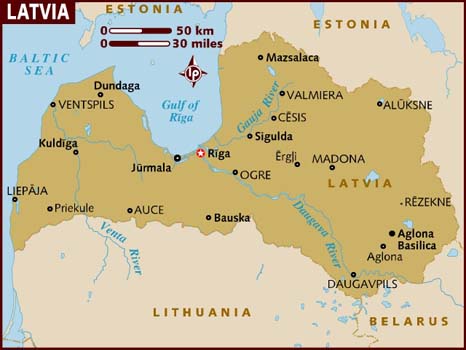 LATVIA
ESTONIA
ESTONIA
0 50 km
0 30 miles
BALTIC
SEA
LP
Mazsalaca
Dundaga
VENTSPILS
Gulf of
Rīga
VALMIERA
ALŪKSNE
Gauja River
CĒSIS
Kuldīga
Sigulda
Rīga
Ērgļi
MADONA
Jūrmala
OGRE
LATVIA
LIEPĀJA
Priekule
AUCE
Bauska
RĒZEKNE
Daugava River
Venta River
Aglona
Basilica
Aglona
DAUGAVPILS
LITHUANIA
BELARUS